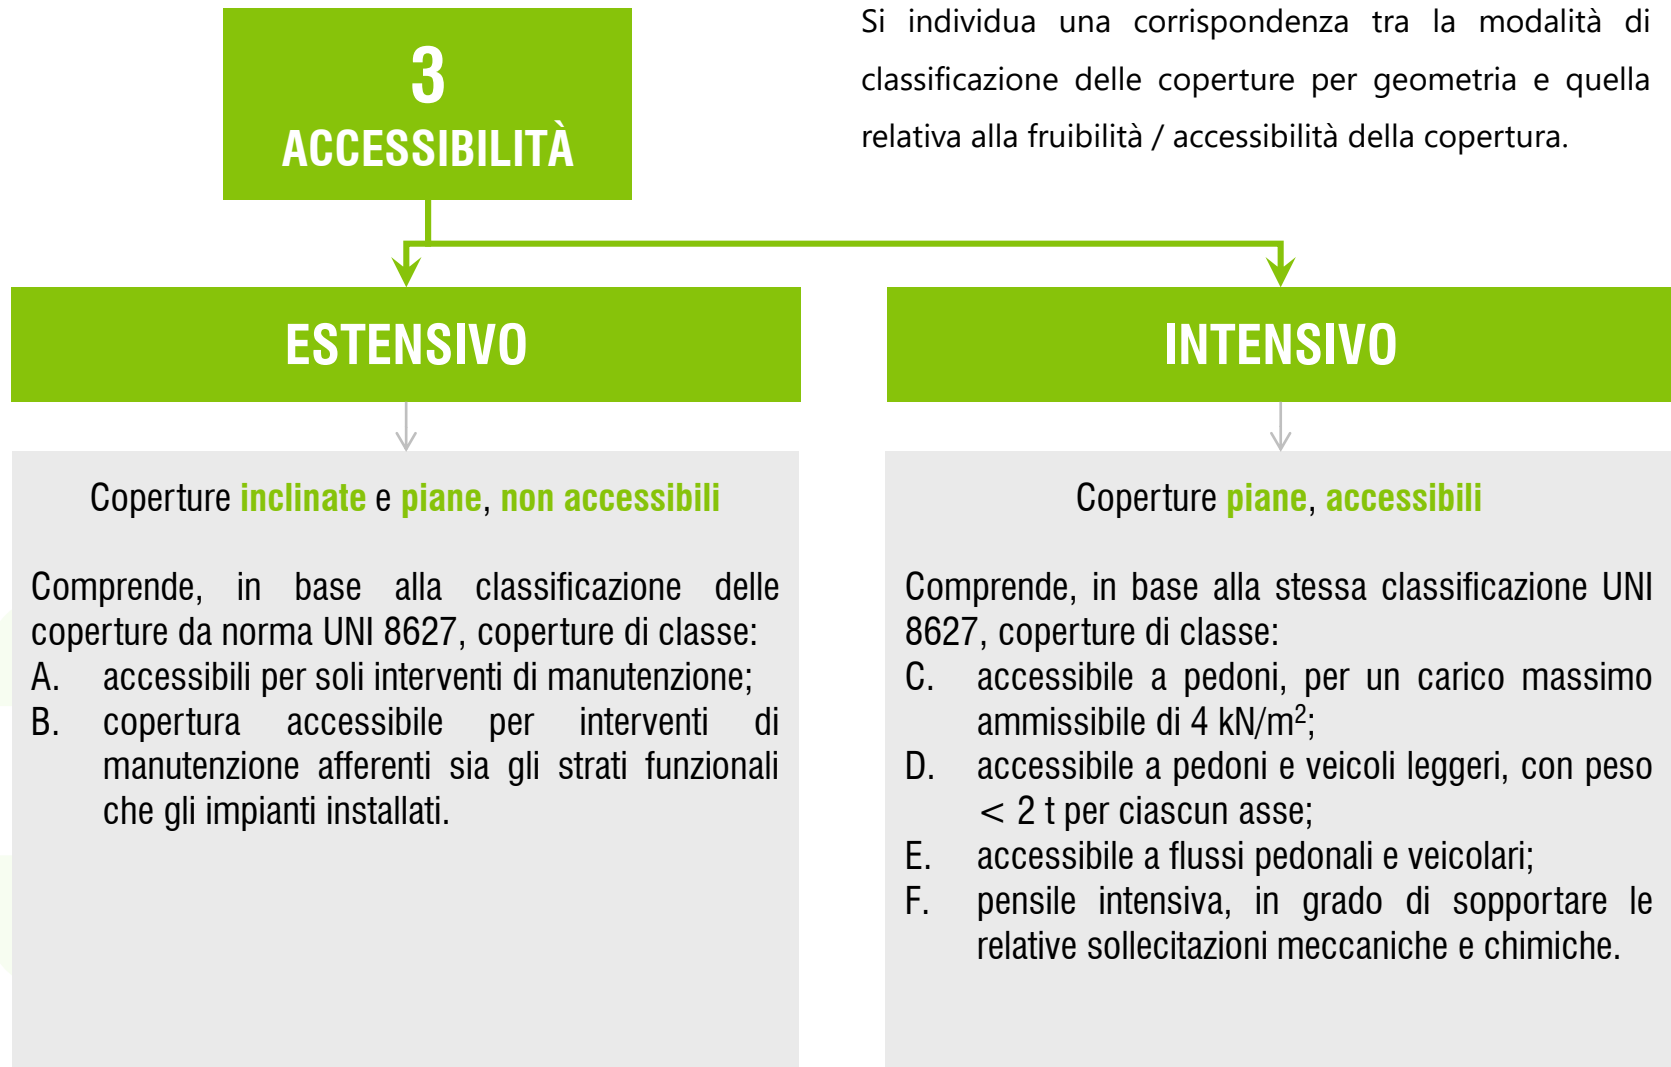 3
ACCESSIBILITÀ
Si individua una corrispondenza tra la modalità di
classificazione delle coperture per geometria e quella
relativa alla fruibilità / accessibilità della copertura.
ESTENSIVO
Coperture inclinate e piane, non accessibili
Comprende, in base alla classificazione delle
coperture da norma UNI 8627, coperture di classe:
A. accessibili per soli interventi di manutenzione;
B. copertura accessibile per interventi di
manutenzione afferenti sia gli strati funzionali
che gli impianti installati.
INTENSIVO
Coperture piane, accessibili
Comprende, in base alla stessa classificazione UNI
8627, coperture di classe:
C. accessibile a pedoni, per un carico massimo
ammissibile di 4 kN/m²;
D. accessibile a pedoni e veicoli leggeri, con peso
< 2 t per ciascun asse;
E. accessibile a flussi pedonali e veicolari;
F. pensile intensiva, in grado di sopportare le
relative sollecitazioni meccaniche e chimiche.